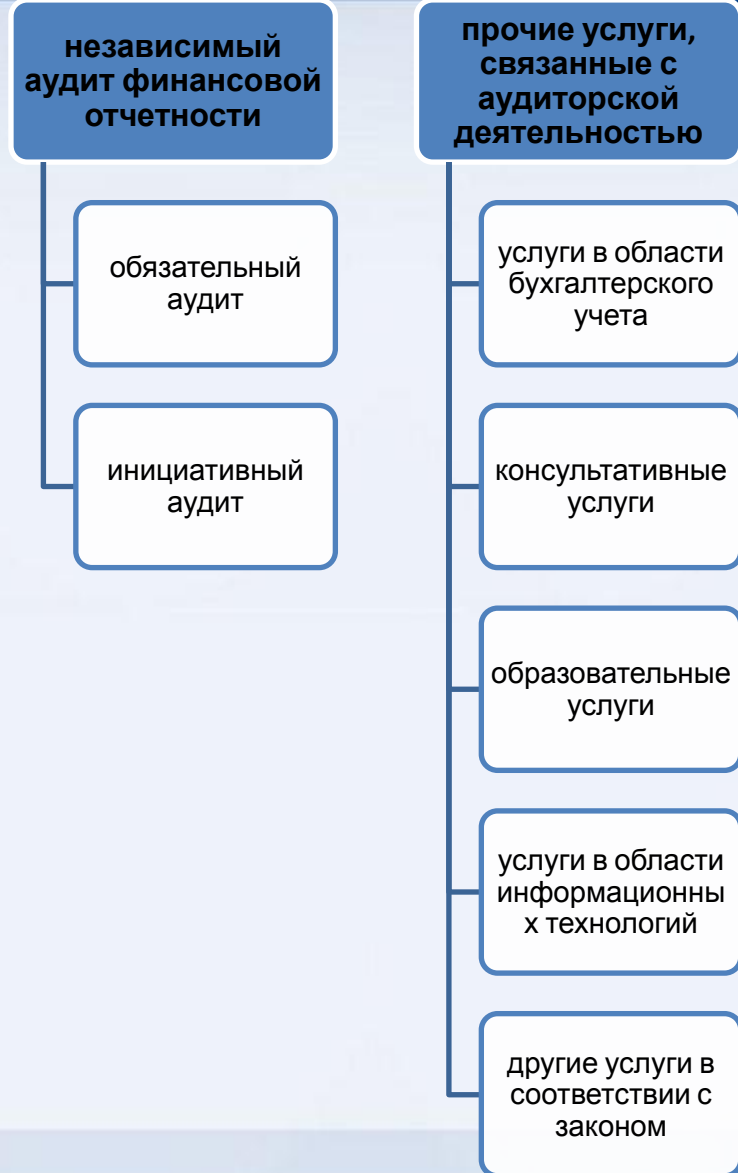 независимый
аудит финансовой
отчетности
обязательный
аудит
инициативный
аудит
прочие услуги,
связанные с
аудиторской
деятельностью
услуги в области
бухгалтерского
учета
консультативные
услуги
образовательные
услуги
услуги в области
информационны
х технологий
другие услуги в
соответствии с
законом